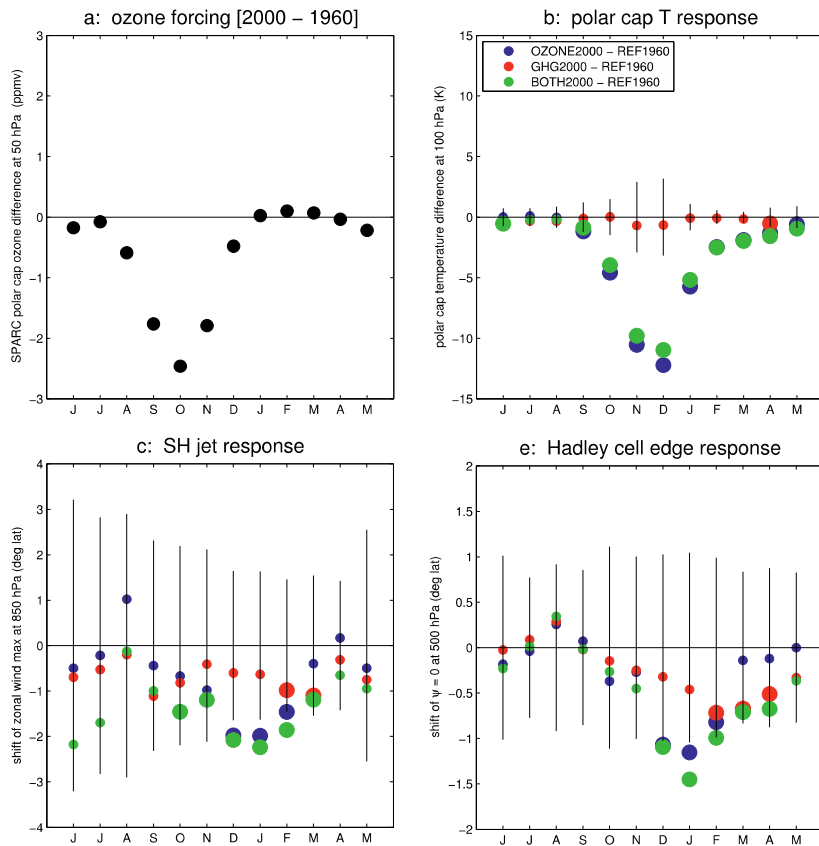 a: ozone forcing [2000 − 1960]
SPARC polar cap ozone difference at 50 hPa (ppmv)
3
2
1
0
−1
−2
−3
J J A S O N D J F M A M
b: polar cap T response
polar cap temperature difference at 100 hPa (K)
15
10
5
0
−5
−10
−15
OZONE2000 − REF1960
GHG2000 − REF1960
BOTH2000 − REF1960
J J A S O N D J F M A M
c: SH jet response
shift of zonal wind max at 850 hPa (deg lat)
4
3
2
1
0
−1
−2
−3
−4
J J A S O N D J F M A M
e: Hadley cell edge response
shift of ψ = 0 at 500 hPa (deg lat)
2
1.5
1
0.5
0
−0.5
−1
−1.5
−2
J J A S O N D J F M A M